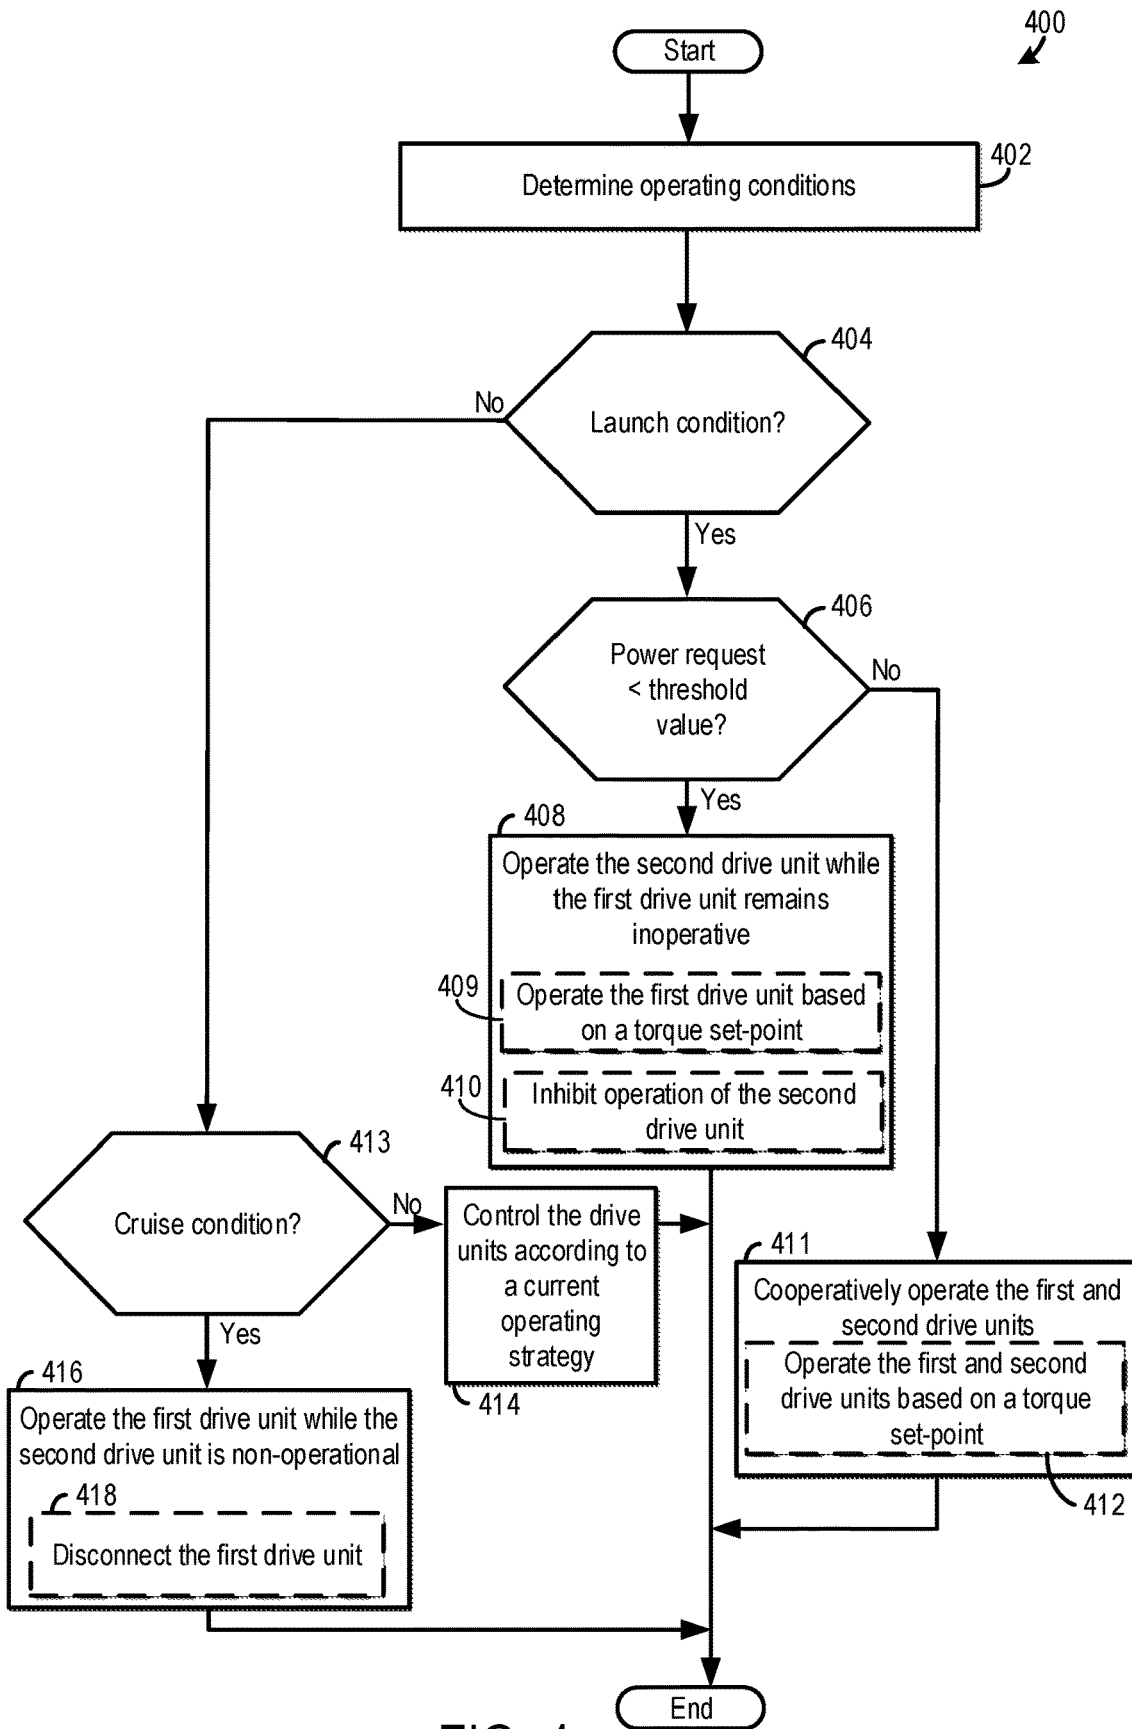 400
Start
402
Determine operating conditions
404
No
Launch condition?
Yes
406
Power request
< threshold
value?
No
Yes
408
Operate the second drive unit while
the first drive unit remains
inoperative
409
Operate the first drive unit based
on a torque set-point
410
Inhibit operation of the second
drive unit
413
Cruise condition?
No
Control the drive
units according to
a current
operating
strategy
414
411
Cooperatively operate the first and
second drive units
Operate the first and second
drive units based on a torque
set-point
412
Yes
416
Operate the first drive unit while the
second drive unit is non-operational
418
Disconnect the first drive unit
End